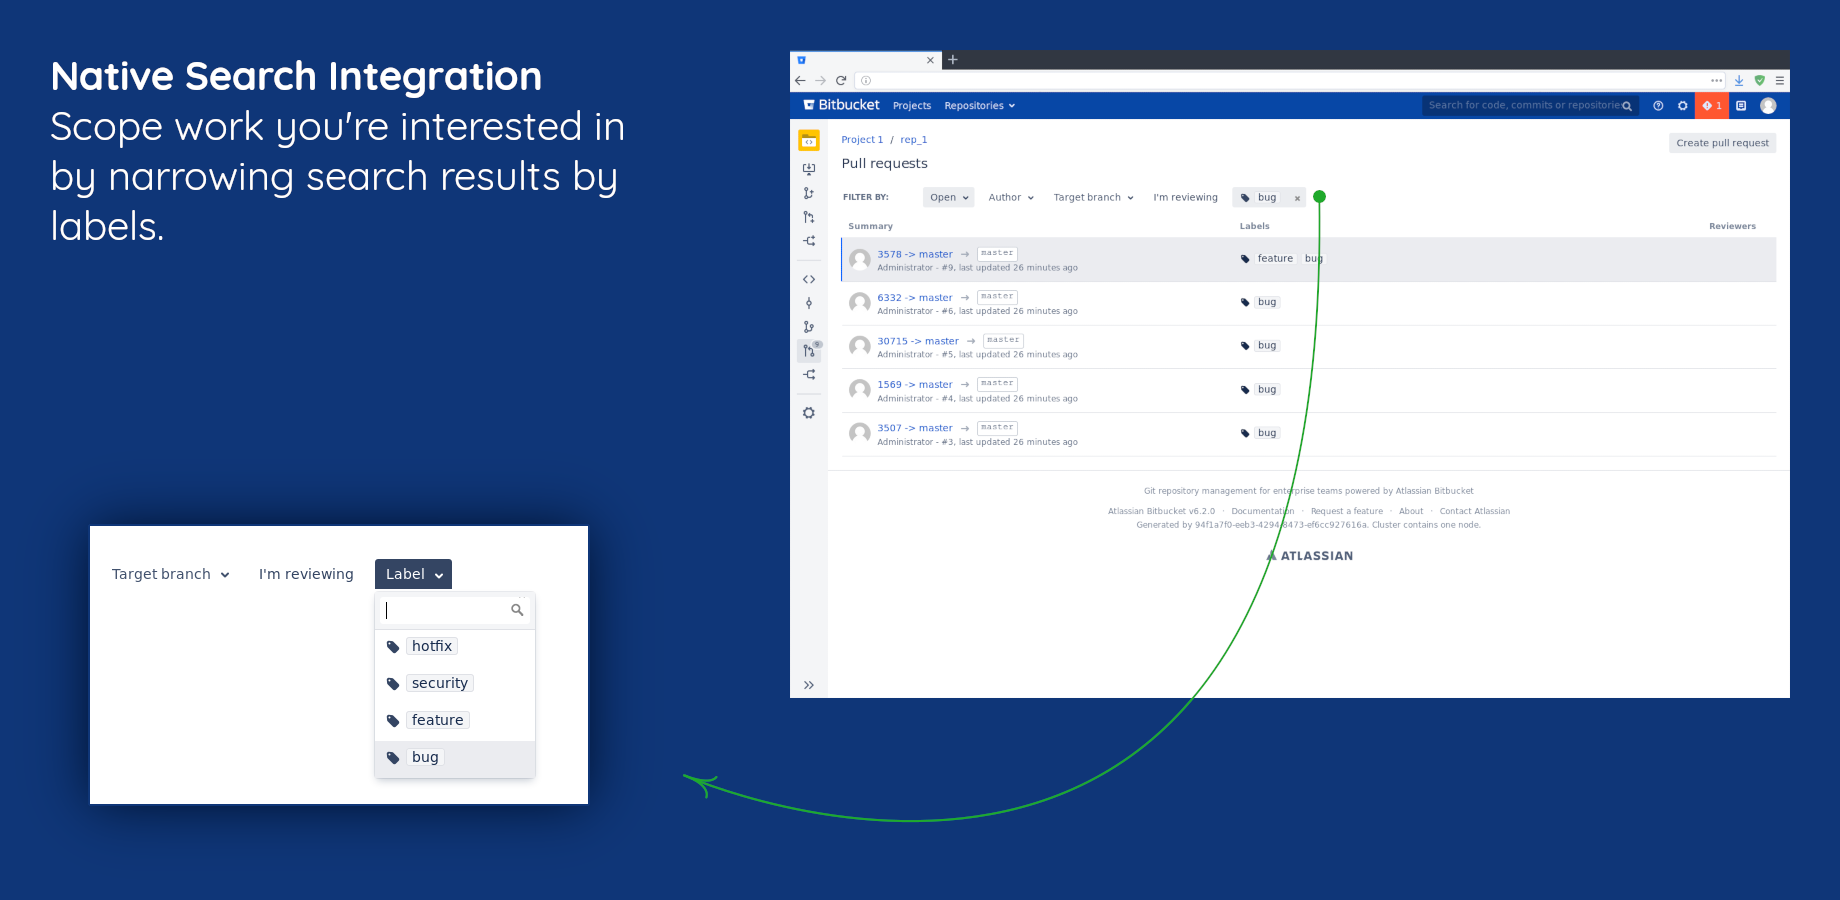 Native Search Integration
Scope work you're interested in
by narrowing search results by
labels.
Bitbucket Projects Repositories Search for code, commits or repositories 1
Project 1 / rep_1
Create pull request
Pull requests
FILTER BY: Open Author Target branch I'm reviewing bug ×
Summary Labels Reviewers
3578 -> master → master
Administrator - #9, last updated 26 minutes ago
feature bug
6332 -> master → master
Administrator - #6, last updated 26 minutes ago
bug
30715 -> master → master
Administrator - #5, last updated 26 minutes ago
bug
1569 -> master → master
Administrator - #4, last updated 26 minutes ago
bug
3507 -> master → master
Administrator - #3, last updated 26 minutes ago
bug
Git repository management for enterprise teams powered by Atlassian Bitbucket
Atlassian Bitbucket v6.2.0 · Documentation · Request a feature · About · Contact Atlassian
Generated by 94f1a7f0-eeb3-4294-8473-ef6cc927616a. Cluster contains one node.
ATLASSIAN
Target branch I'm reviewing Label
hotfix
security
feature
bug